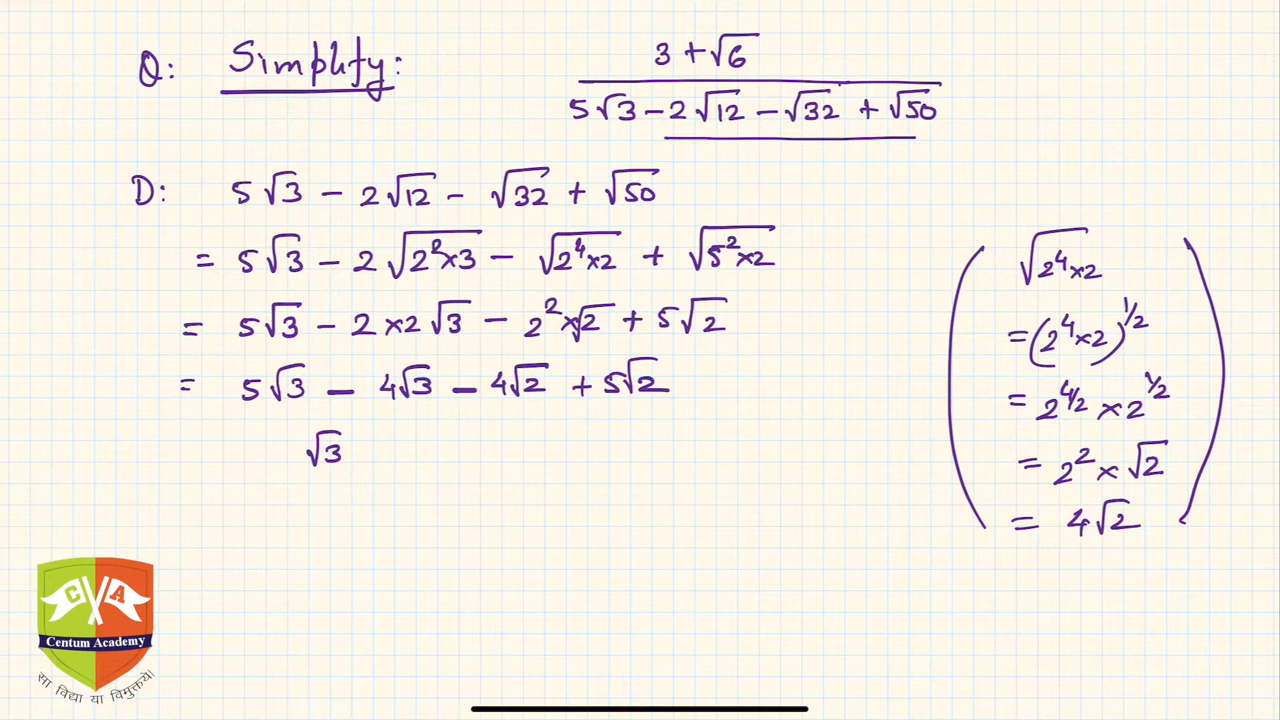 Q: Simplify: (3 + √6) / (5√3 − 2√12 − √32 + √50)
D: 5√3 − 2√12 − √32 + √50
= 5√3 − 2√(2²×3) − √(2⁴×2) + √(5²×2)
= 5√3 − 2×2√3 − 2²×√2 + 5√2
= 5√3 − 4√3 − 4√2 + 5√2
√3
√(2⁴×2)
= (2⁴×2)^(1/2)
= 2^(4/2) × 2^(1/2)
= 2² × √2
= 4√2
C A
Centum Academy
सा विद्या या विमुक्तये।